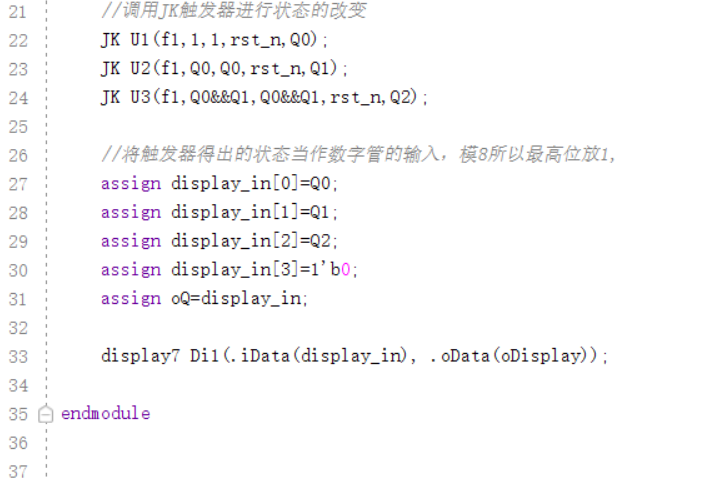 21 //调用JK触发器进行状态的改变
22 JK U1(f1,1,1,rst_n,Q0);
23 JK U2(f1,Q0,Q0,rst_n,Q1);
24 JK U3(f1,Q0&&Q1,Q0&&Q1,rst_n,Q2);
25
26 //将触发器得出的状态当作数字管的输入，模8所以最高位放1,
27 assign display_in[0]=Q0;
28 assign display_in[1]=Q1;
29 assign display_in[2]=Q2;
30 assign display_in[3]=1'b0;
31 assign oQ=display_in;
32
33 display7 Di1(.iData(display_in), .oData(oDisplay));
34
35 endmodule
36
37